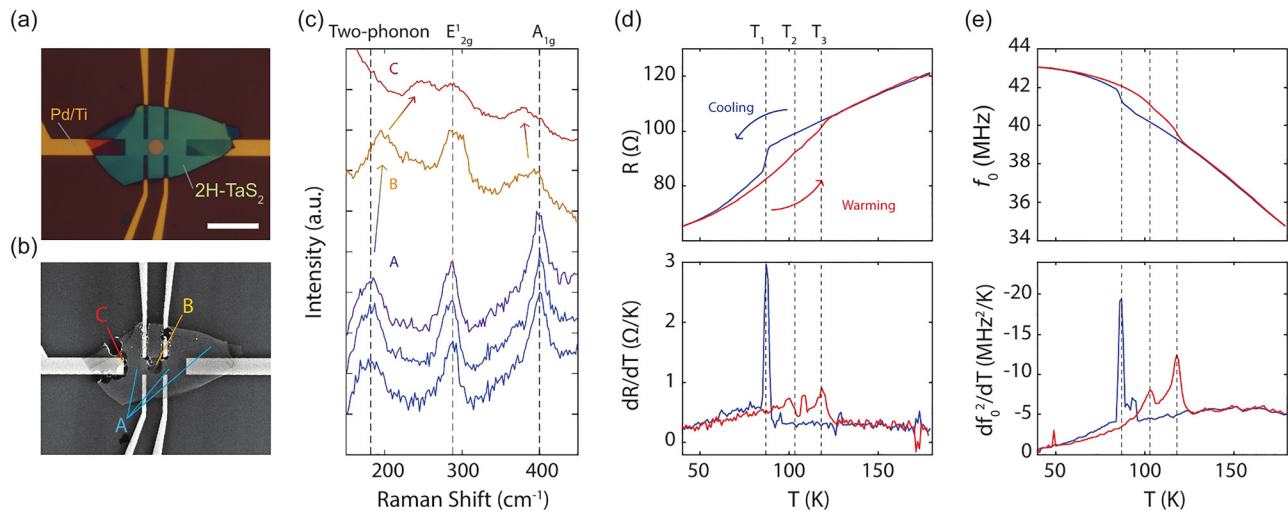 (a)
Pd/Ti
2H-TaS₂
(b)
C
B
A
(c)
Two-phonon E¹₂g A₁g
C
B
A
Intensity (a.u.)
200 300 400
Raman Shift (cm⁻¹)
(d)
T₁ T₂ T₃
120
100
80
R (Ω)
Cooling
Warming
3
2
1
0
dR/dT (Ω/K)
50 100 150
T (K)
(e)
44
42
40
38
36
34
f₀ (MHz)
-20
-15
-10
-5
0
df₀²/dT (MHz²/K)
50 100 150
T (K)